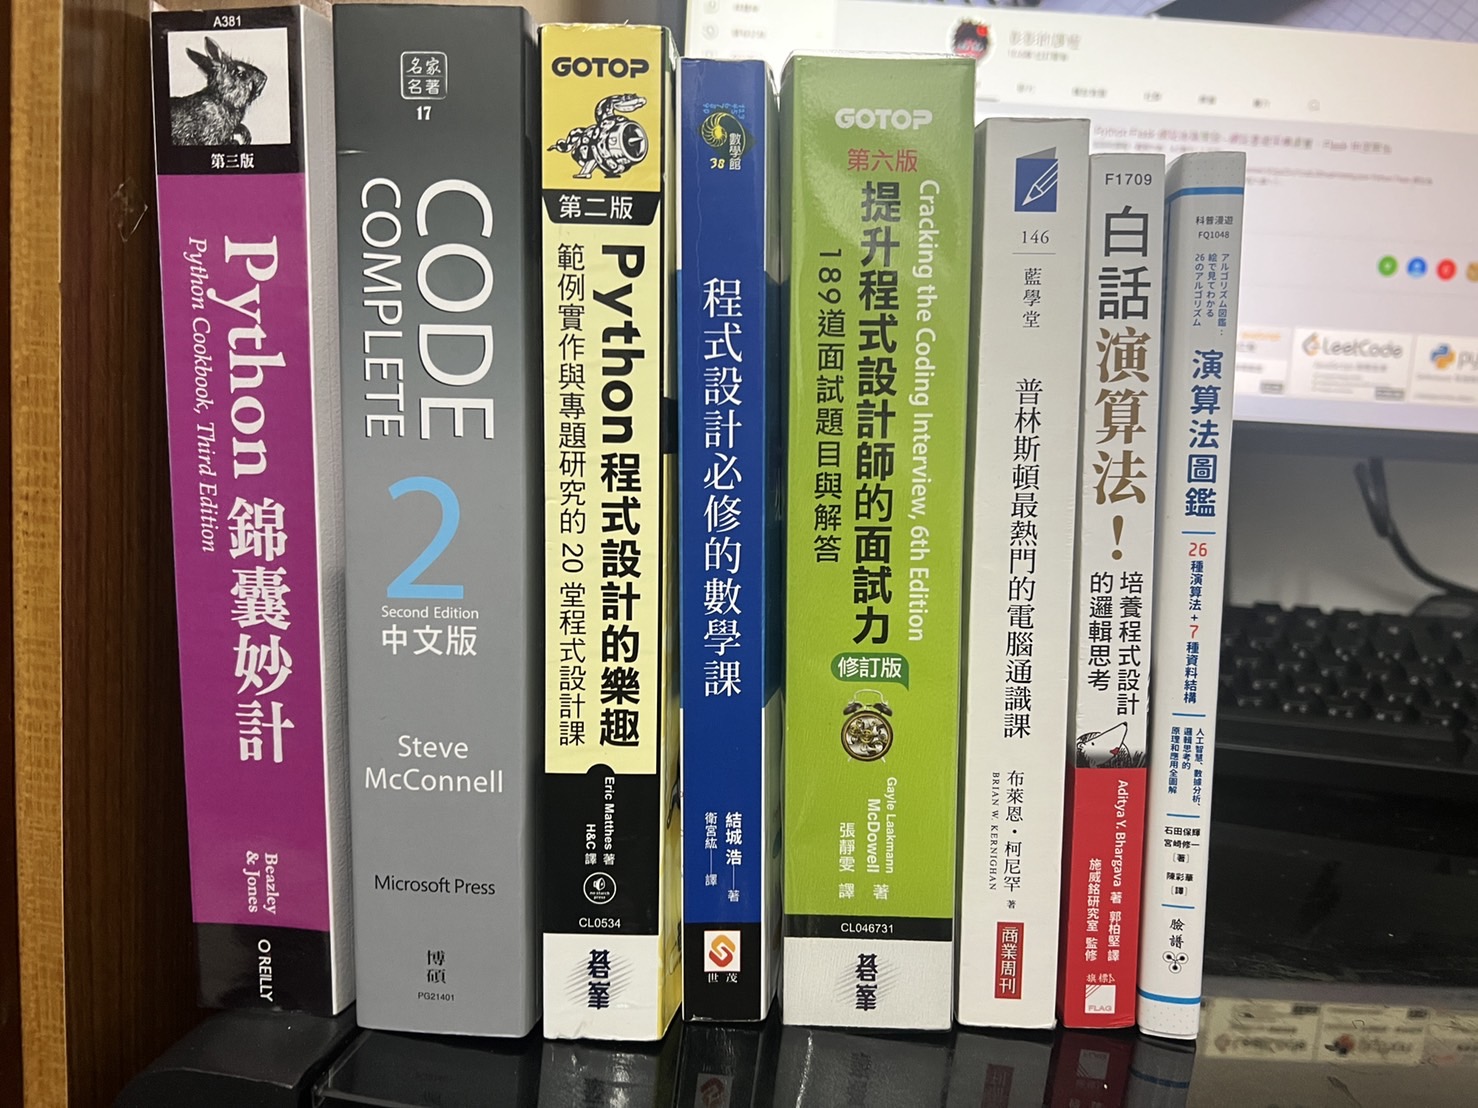 A381
第三版
Python 錦囊妙計
Python Cookbook, Third Edition
Beazley
& Jones
O'REILLY
名家
名著
17
CODE
COMPLETE
2
Second Edition
中文版
Steve
McConnell
Microsoft Press
博碩
PG21401
GOTOP
第二版
Python 程式設計的樂趣
範例實作與專題研究的 20 堂程式設計課
Eric Matthes 著
H&C 譯
no starch
press
CL0534
碁峯
數學館
38
程式設計必修的數學課
結城浩──著
衛宮紘──譯
世茂
GOTOP
第六版
Cracking the Coding Interview, 6th Edition
提升程式設計師的面試力
189道面試題目與解答
修訂版
Gayle Laakmann
McDowell 著
張靜雯 譯
CL046731
碁峯
146
藍學堂
普林斯頓最熱門的電腦通識課
布萊恩・柯尼罕 著
BRIAN W. KERNIGHAN
商業周刊
F1709
白話演算法!
培養程式設計
的邏輯思考
Aditya Y. Bhargava 著 郭柏堅 譯
施威銘研究室 監修
旗標
FLAG
科普漫遊
FQ1048
アルゴリズム図鑑:
絵で見てわかる
26のアルゴリズム
演算法圖鑑
26種演算法+7種資料結構
人工智慧、數據分析、
邏輯思考的
原理和應用全圖解
石田保輝
宮崎修一
[著]
陳彩華
[譯]
臉譜
LeetCode